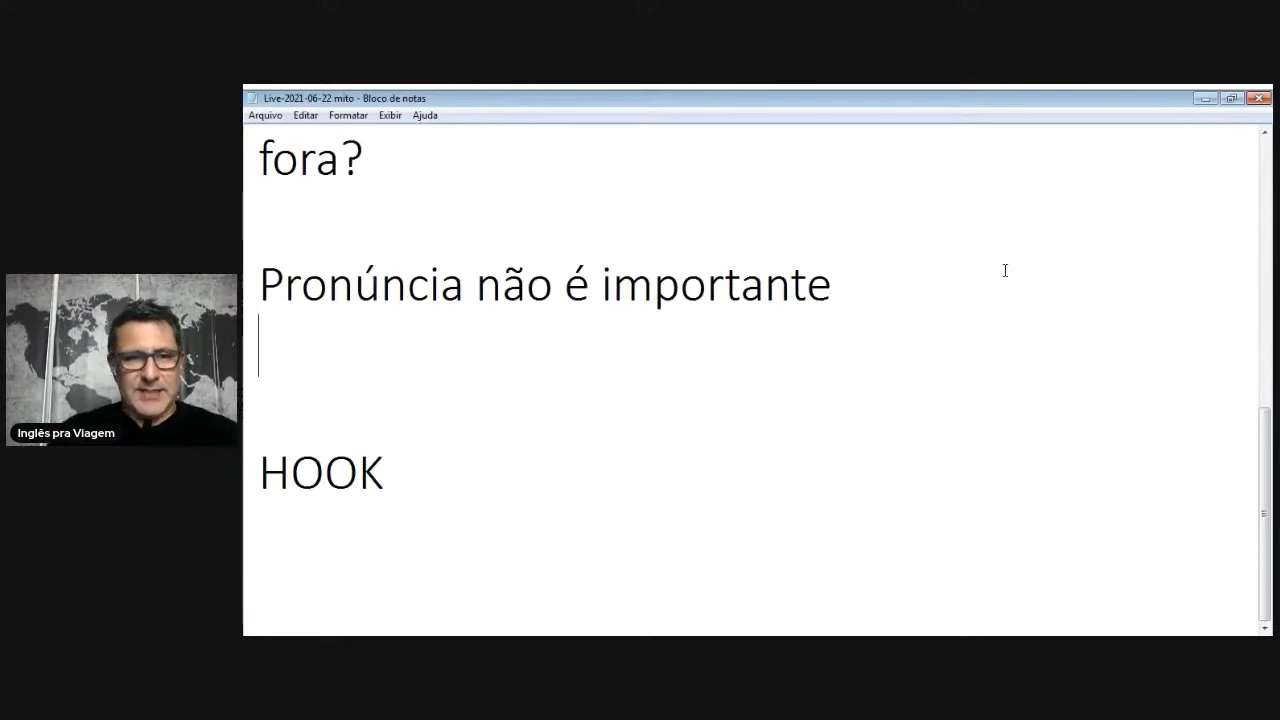 Live-2021-06-22 mito - Bloco de notas
Arquivo Editar Formatar Exibir Ajuda
fora?
Pronúncia não é importante
HOOK
Inglês pra Viagem